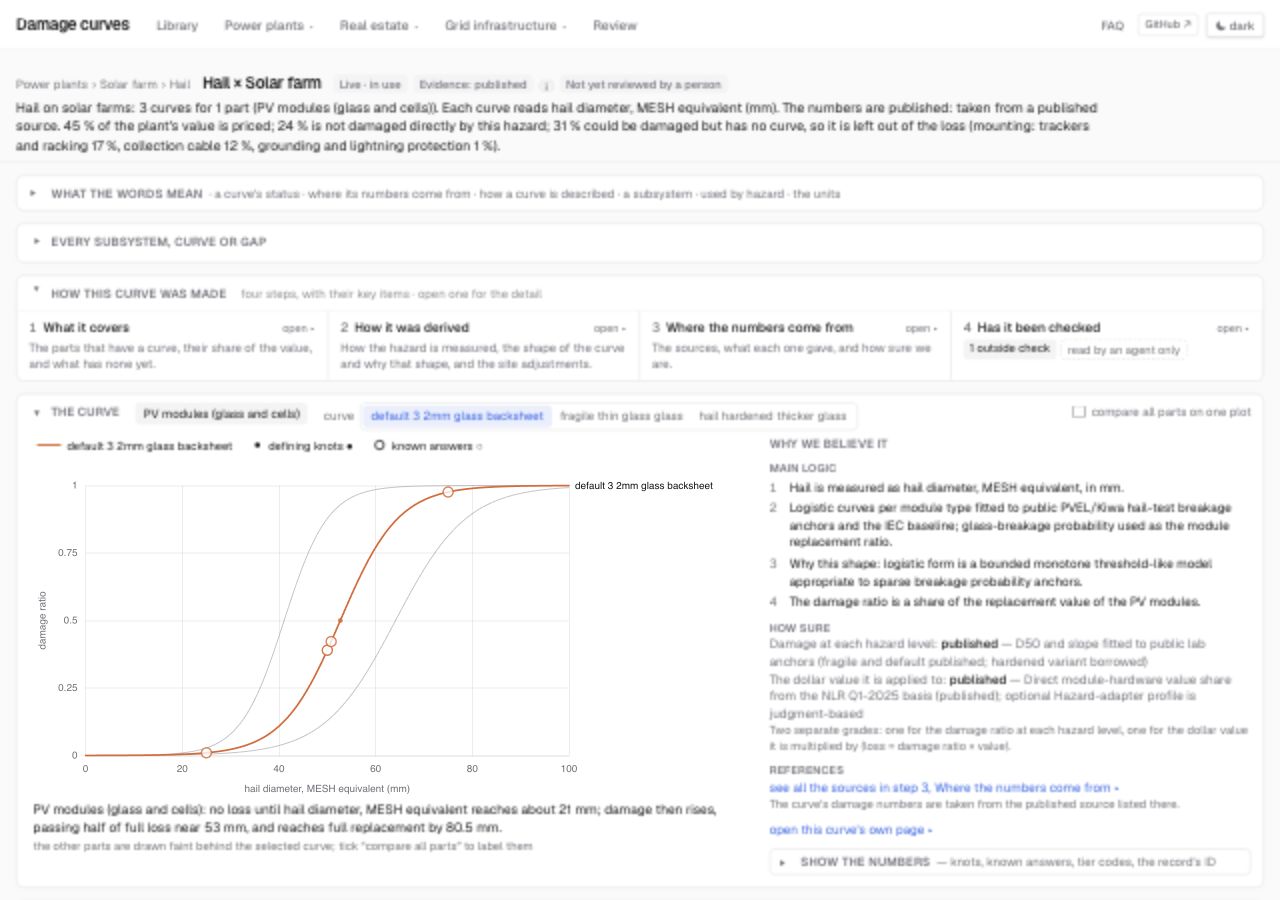 Damage curves Library Power plants Real estate Grid infrastructure Review FAQ GitHub ↗ dark
Power plants › Solar farm › Hail Hail × Solar farm Live · in use Evidence: published i Not yet reviewed by a person
Hail on solar farms: 3 curves for 1 part (PV modules (glass and cells)). Each curve reads hail diameter, MESH equivalent (mm). The numbers are published: taken from a published
source. 45 % of the plant's value is priced; 24 % is not damaged directly by this hazard; 31 % could be damaged but has no curve, so it is left out of the loss (mounting: trackers
and racking 17 %, collection cable 12 %, grounding and lightning protection 1 %).
▸ WHAT THE WORDS MEAN · a curve's status · where its numbers come from · how a curve is described · a subsystem · used by hazard · the units
▸ EVERY SUBSYSTEM, CURVE OR GAP
▾ HOW THIS CURVE WAS MADE four steps, with their key items · open one for the detail
1 What it covers open ▸
The parts that have a curve, their share of the value,
and what has none yet.
2 How it was derived open ▸
How the hazard is measured, the shape of the curve
and why that shape, and the site adjustments.
3 Where the numbers come from open ▸
The sources, what each one gave, and how sure we
are.
4 Has it been checked open ▸
1 outside check read by an agent only
▾ THE CURVE PV modules (glass and cells) curve default 3 2mm glass backsheet fragile thin glass glass hail hardened thicker glass compare all parts on one plot
default 3 2mm glass backsheet defining knots ● known answers ○
default 3 2mm glass backsheet
1
0.75
0.5
0.25
0
damage ratio
0 20 40 60 80 100
hail diameter, MESH equivalent (mm)
PV modules (glass and cells): no loss until hail diameter, MESH equivalent reaches about 21 mm; damage then rises,
passing half of full loss near 53 mm, and reaches full replacement by 80.5 mm.
the other parts are drawn faint behind the selected curve; tick "compare all parts" to label them
WHY WE BELIEVE IT
MAIN LOGIC
1 Hail is measured as hail diameter, MESH equivalent, in mm.
2 Logistic curves per module type fitted to public PVEL/Kiwa hail-test breakage
anchors and the IEC baseline; glass-breakage probability used as the module
replacement ratio.
3 Why this shape: logistic form is a bounded monotone threshold-like model
appropriate to sparse breakage probability anchors.
4 The damage ratio is a share of the replacement value of the PV modules.
HOW SURE
Damage at each hazard level: published — D50 and slope fitted to public lab
anchors (fragile and default published; hardened variant borrowed)
The dollar value it is applied to: published — Direct module-hardware value share
from the NLR Q1-2025 basis (published); optional Hazard-adapter profile is
judgment-based
Two separate grades: one for the damage ratio at each hazard level, one for the dollar value
it is multiplied by (loss = damage ratio × value).
REFERENCES
see all the sources in step 3, Where the numbers come from ▸
The curve's damage numbers are taken from the published source listed there.
open this curve's own page ▸
▸ SHOW THE NUMBERS — knots, known answers, tier codes, the record's ID